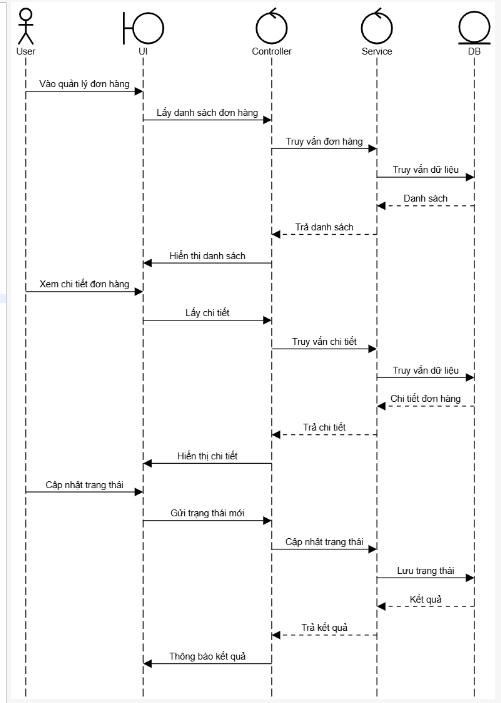 User
UI
Controller
Service
DB
Vào quản lý đơn hàng
Lấy danh sách đơn hàng
Truy vấn đơn hàng
Truy vấn dữ liệu
Danh sách
Trả danh sách
Hiển thị danh sách
Xem chi tiết đơn hàng
Lấy chi tiết
Truy vấn chi tiết
Truy vấn dữ liệu
Chi tiết đơn hàng
Trả chi tiết
Hiển thị chi tiết
Cập nhật trạng thái
Gửi trạng thái mới
Cập nhật trạng thái
Lưu trạng thái
Kết quả
Trả kết quả
Thông báo kết quả